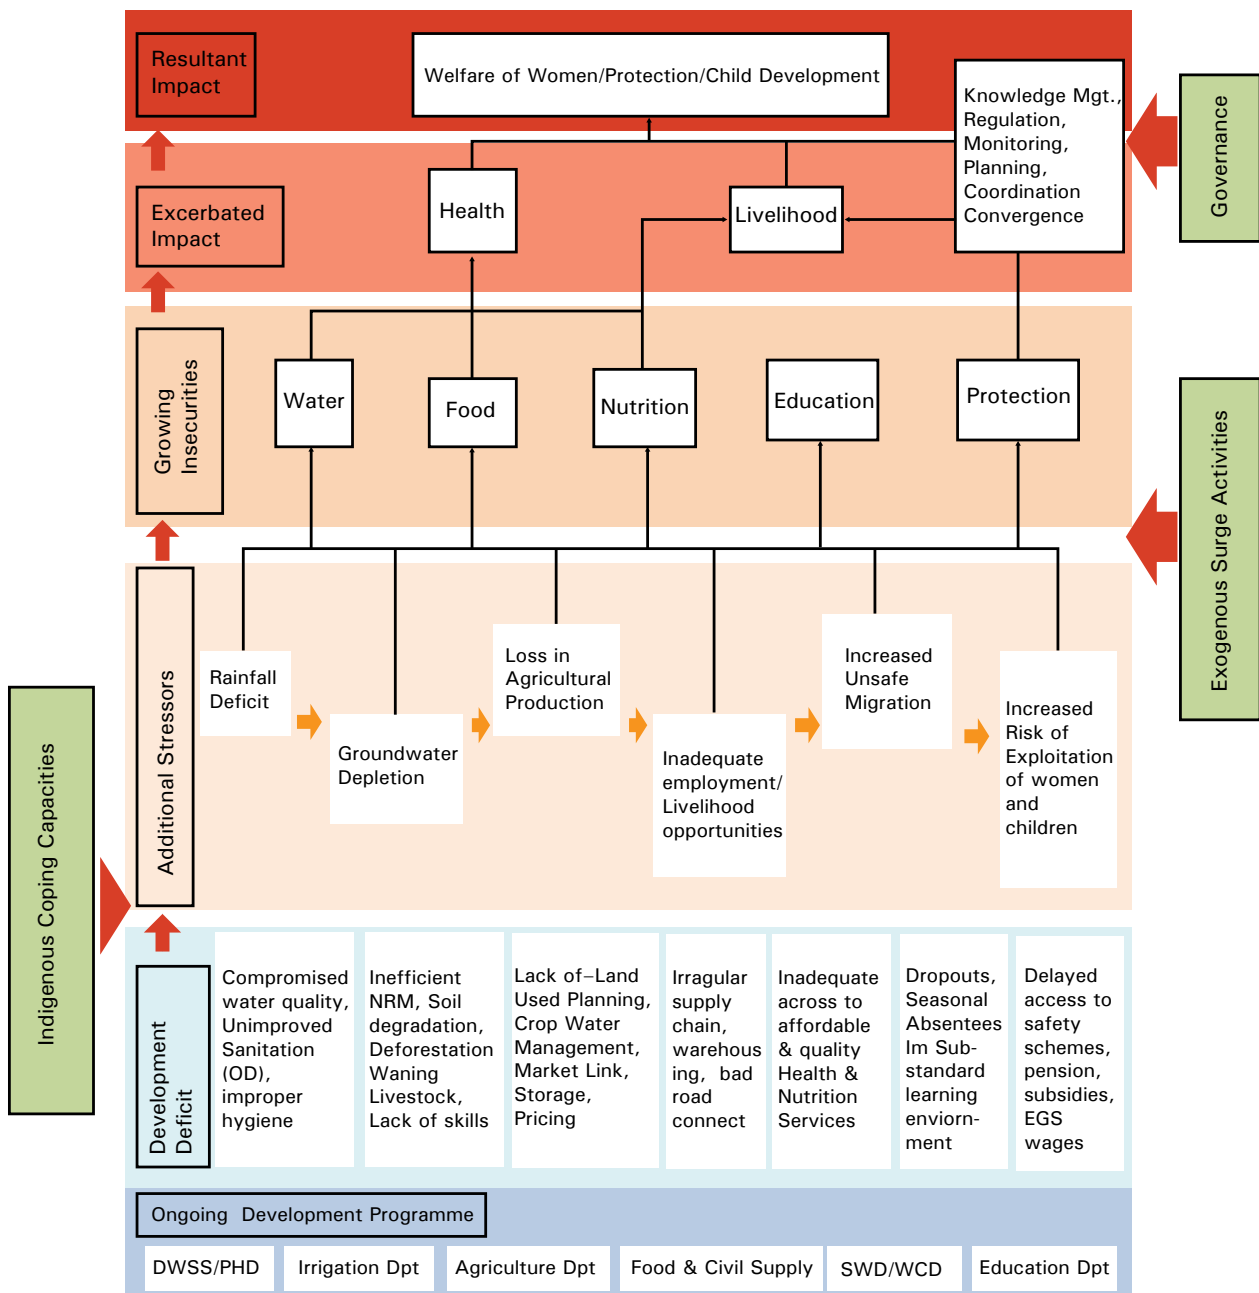 Resultant
Impact
Welfare of Women/Protection/Child Development
Knowledge Mgt.,
Regulation,
Monitoring,
Planning,
Coordination
Convergence
Governance
Excerbated
Impact
Health
Livelihood
Growing
Insecurities
Water
Food
Nutrition
Education
Protection
Exogenous Surge Activities
Additional Stressors
Rainfall
Deficit
Groundwater
Depletion
Loss in
Agricultural
Production
Inadequate
employment/
Livelihood
opportunities
Increased
Unsafe
Migration
Increased
Risk of
Exploitation
of women
and
children
Indigenous Coping Capacities
Development
Deficit
Compromised
water quality,
Unimproved
Sanitation
(OD),
improper
hygiene
Inefficient
NRM, Soil
degradation,
Deforestation
Waning
Livestock,
Lack of skills
Lack of–Land
Used Planning,
Crop Water
Management,
Market Link,
Storage,
Pricing
Irragular
supply
chain,
warehous
ing, bad
road
connect
Inadequate
across to
affordable
& quality
Health &
Nutrition
Services
Dropouts,
Seasonal
Absentees
Im Sub-
standard
learning
enviorn-
ment
Delayed
access to
safety
schemes,
pension,
subsidies,
EGS
wages
Ongoing Development Programme
DWSS/PHD
Irrigation Dpt
Agriculture Dpt
Food & Civil Supply
SWD/WCD
Education Dpt